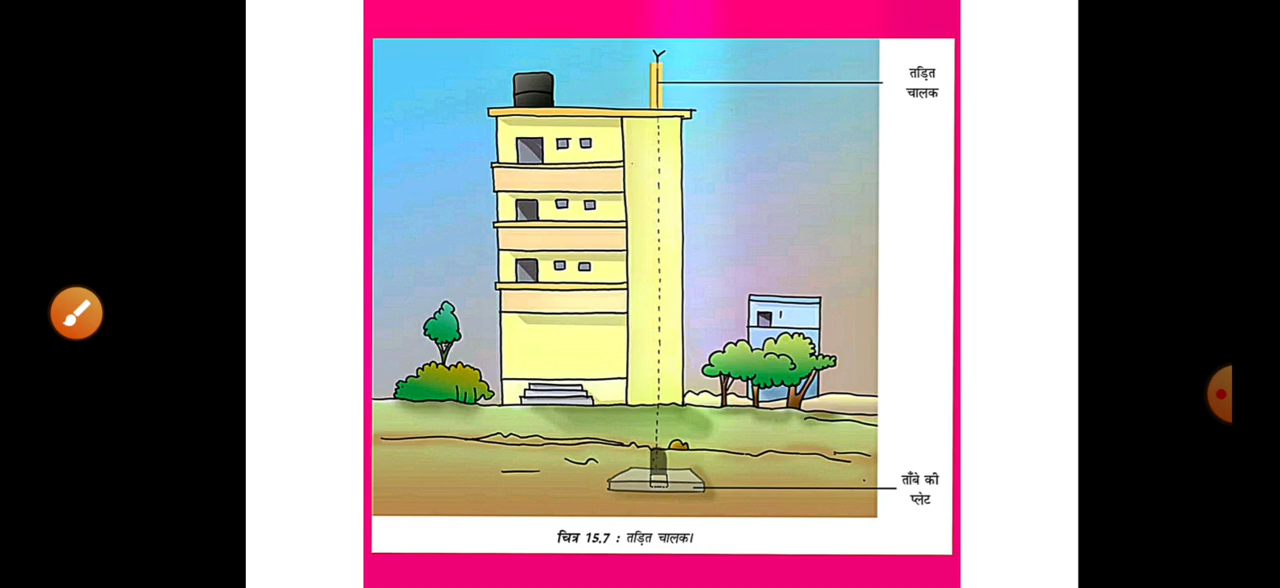 तड़ित
चालक
ताँबे की
प्लेट
चित्र 15.7 : तड़ित चालक।